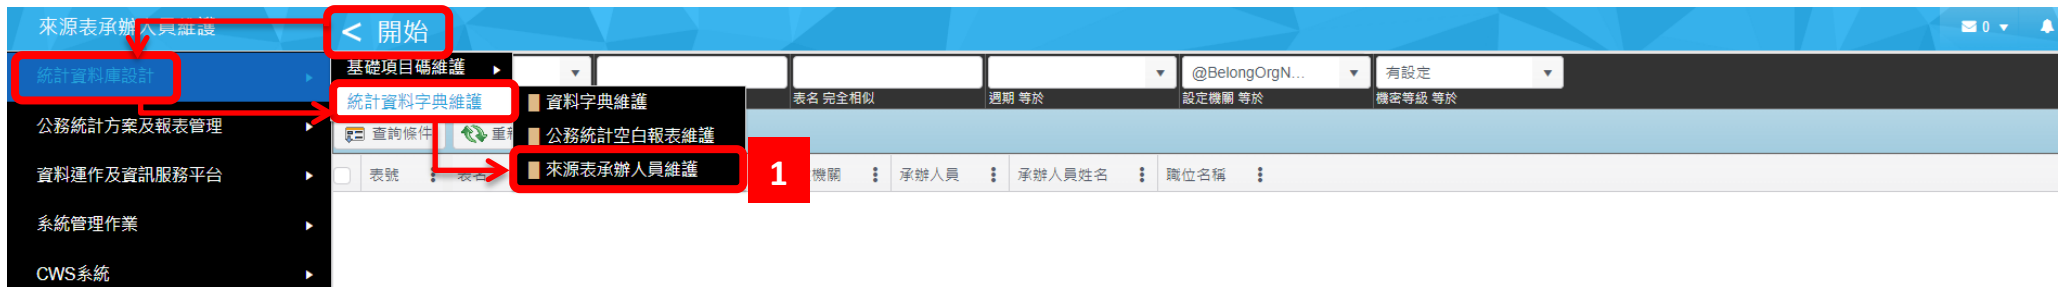 來源表承辦人員維護
< 開始
0
統計資料庫設計
基礎項目碼維護
@BelongOrgN...
有設定
統計資料字典維護
資料字典維護
表名 完全相似
週期 等於
設定機關 等於
機密等級 等於
公務統計方案及報表管理
查詢條件
重
公務統計空白報表維護
資料運作及資訊服務平台
表號
表名
來源表承辦人員維護
1
機關
承辦人員
承辦人員姓名
職位名稱
系統管理作業
CWS系統